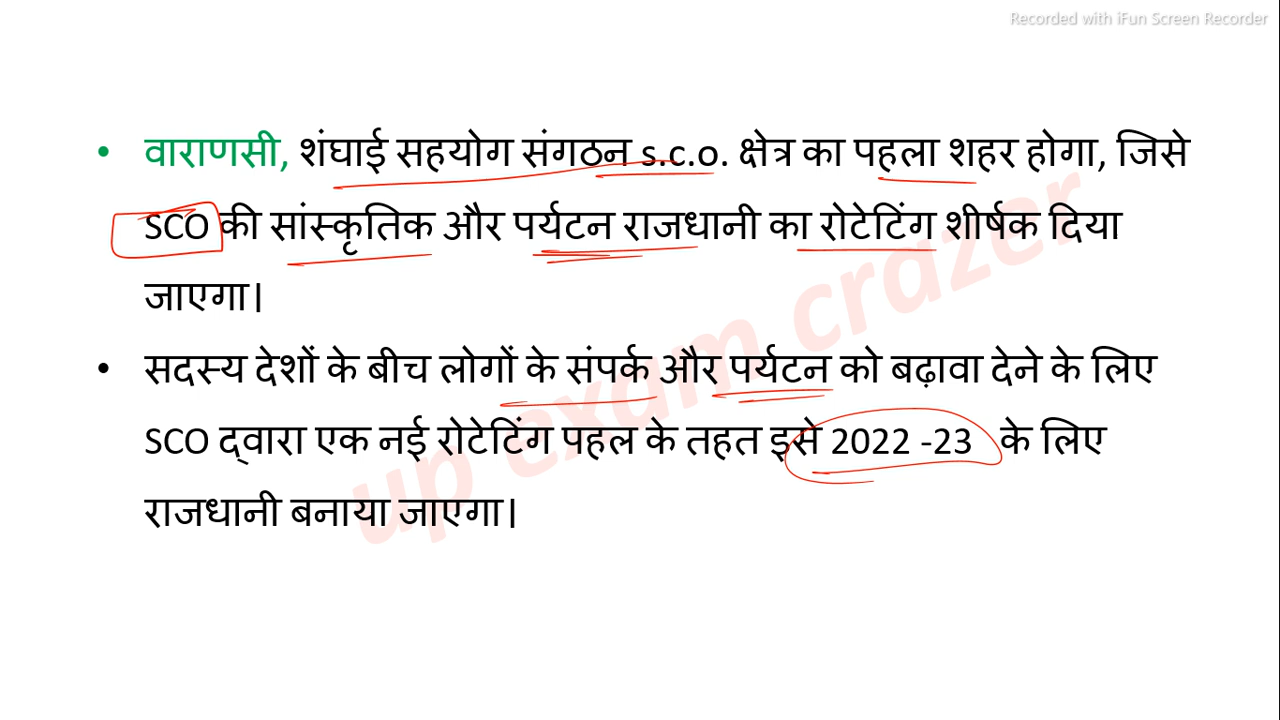 Recorded with iFun Screen Recorder
• वाराणसी, शंघाई सहयोग संगठन s.c.o. क्षेत्र का पहला शहर होगा, जिसे
SCO की सांस्कृतिक और पर्यटन राजधानी का रोटेटिंग शीर्षक दिया
जाएगा।
• सदस्य देशों के बीच लोगों के संपर्क और पर्यटन को बढ़ावा देने के लिए
SCO द्वारा एक नई रोटेटिंग पहल के तहत इसे 2022 -23 के लिए
राजधानी बनाया जाएगा।
up exam crazer